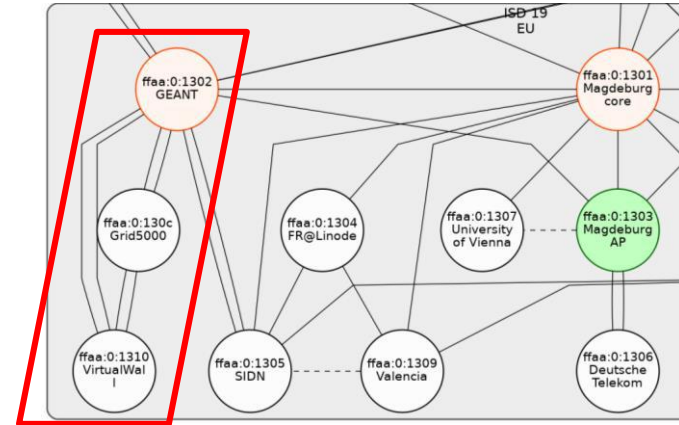 ISD 19
EU
ffaa:0:1302
GEANT
ffaa:0:1301
Magdeburg
core
ffaa:0:130c
Grid5000
ffaa:0:1304
FR@Linode
ffaa:0:1307
University
of Vienna
ffaa:0:1303
Magdeburg
AP
ffaa:0:1310
VirtualWal
l
ffaa:0:1305
SIDN
ffaa:0:1309
Valencia
ffaa:0:1306
Deutsche
Telekom